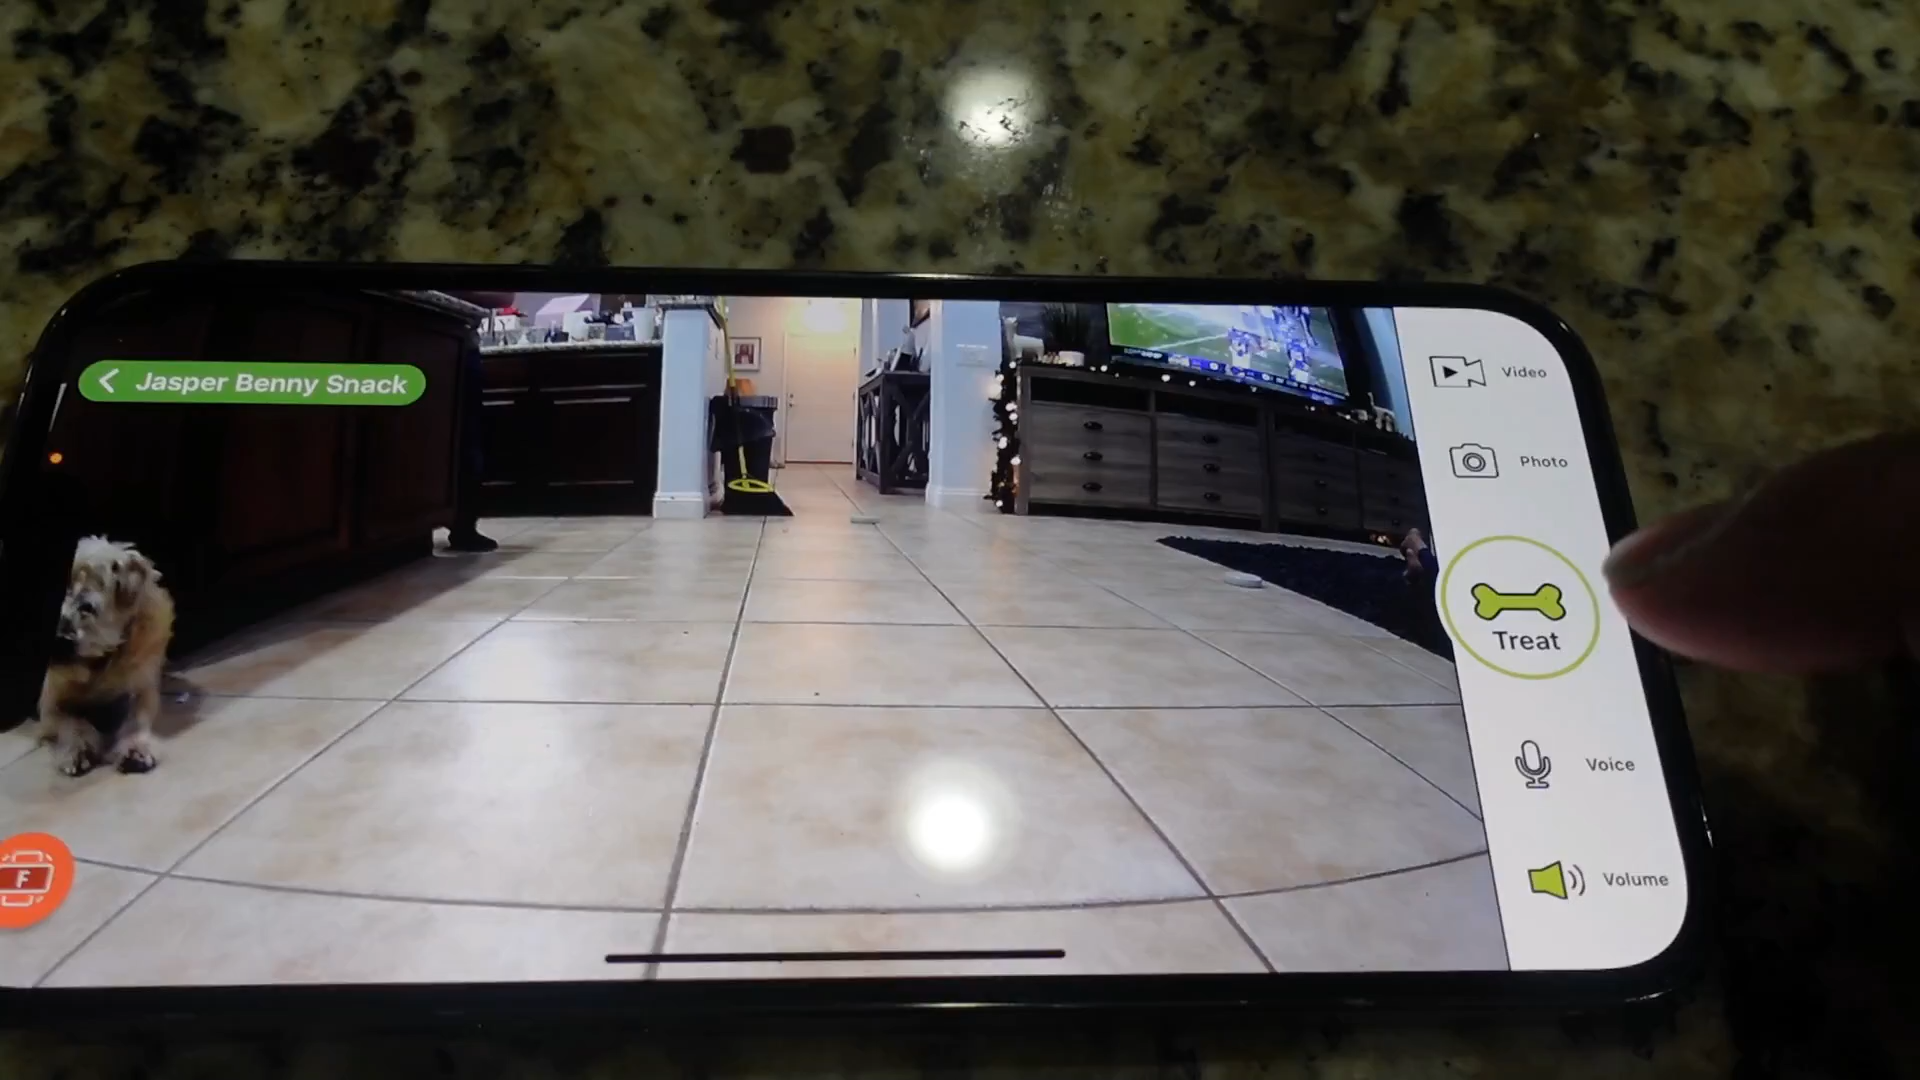 Jasper Benny Snack
Video
Photo
Treat
Voice
Volume
F